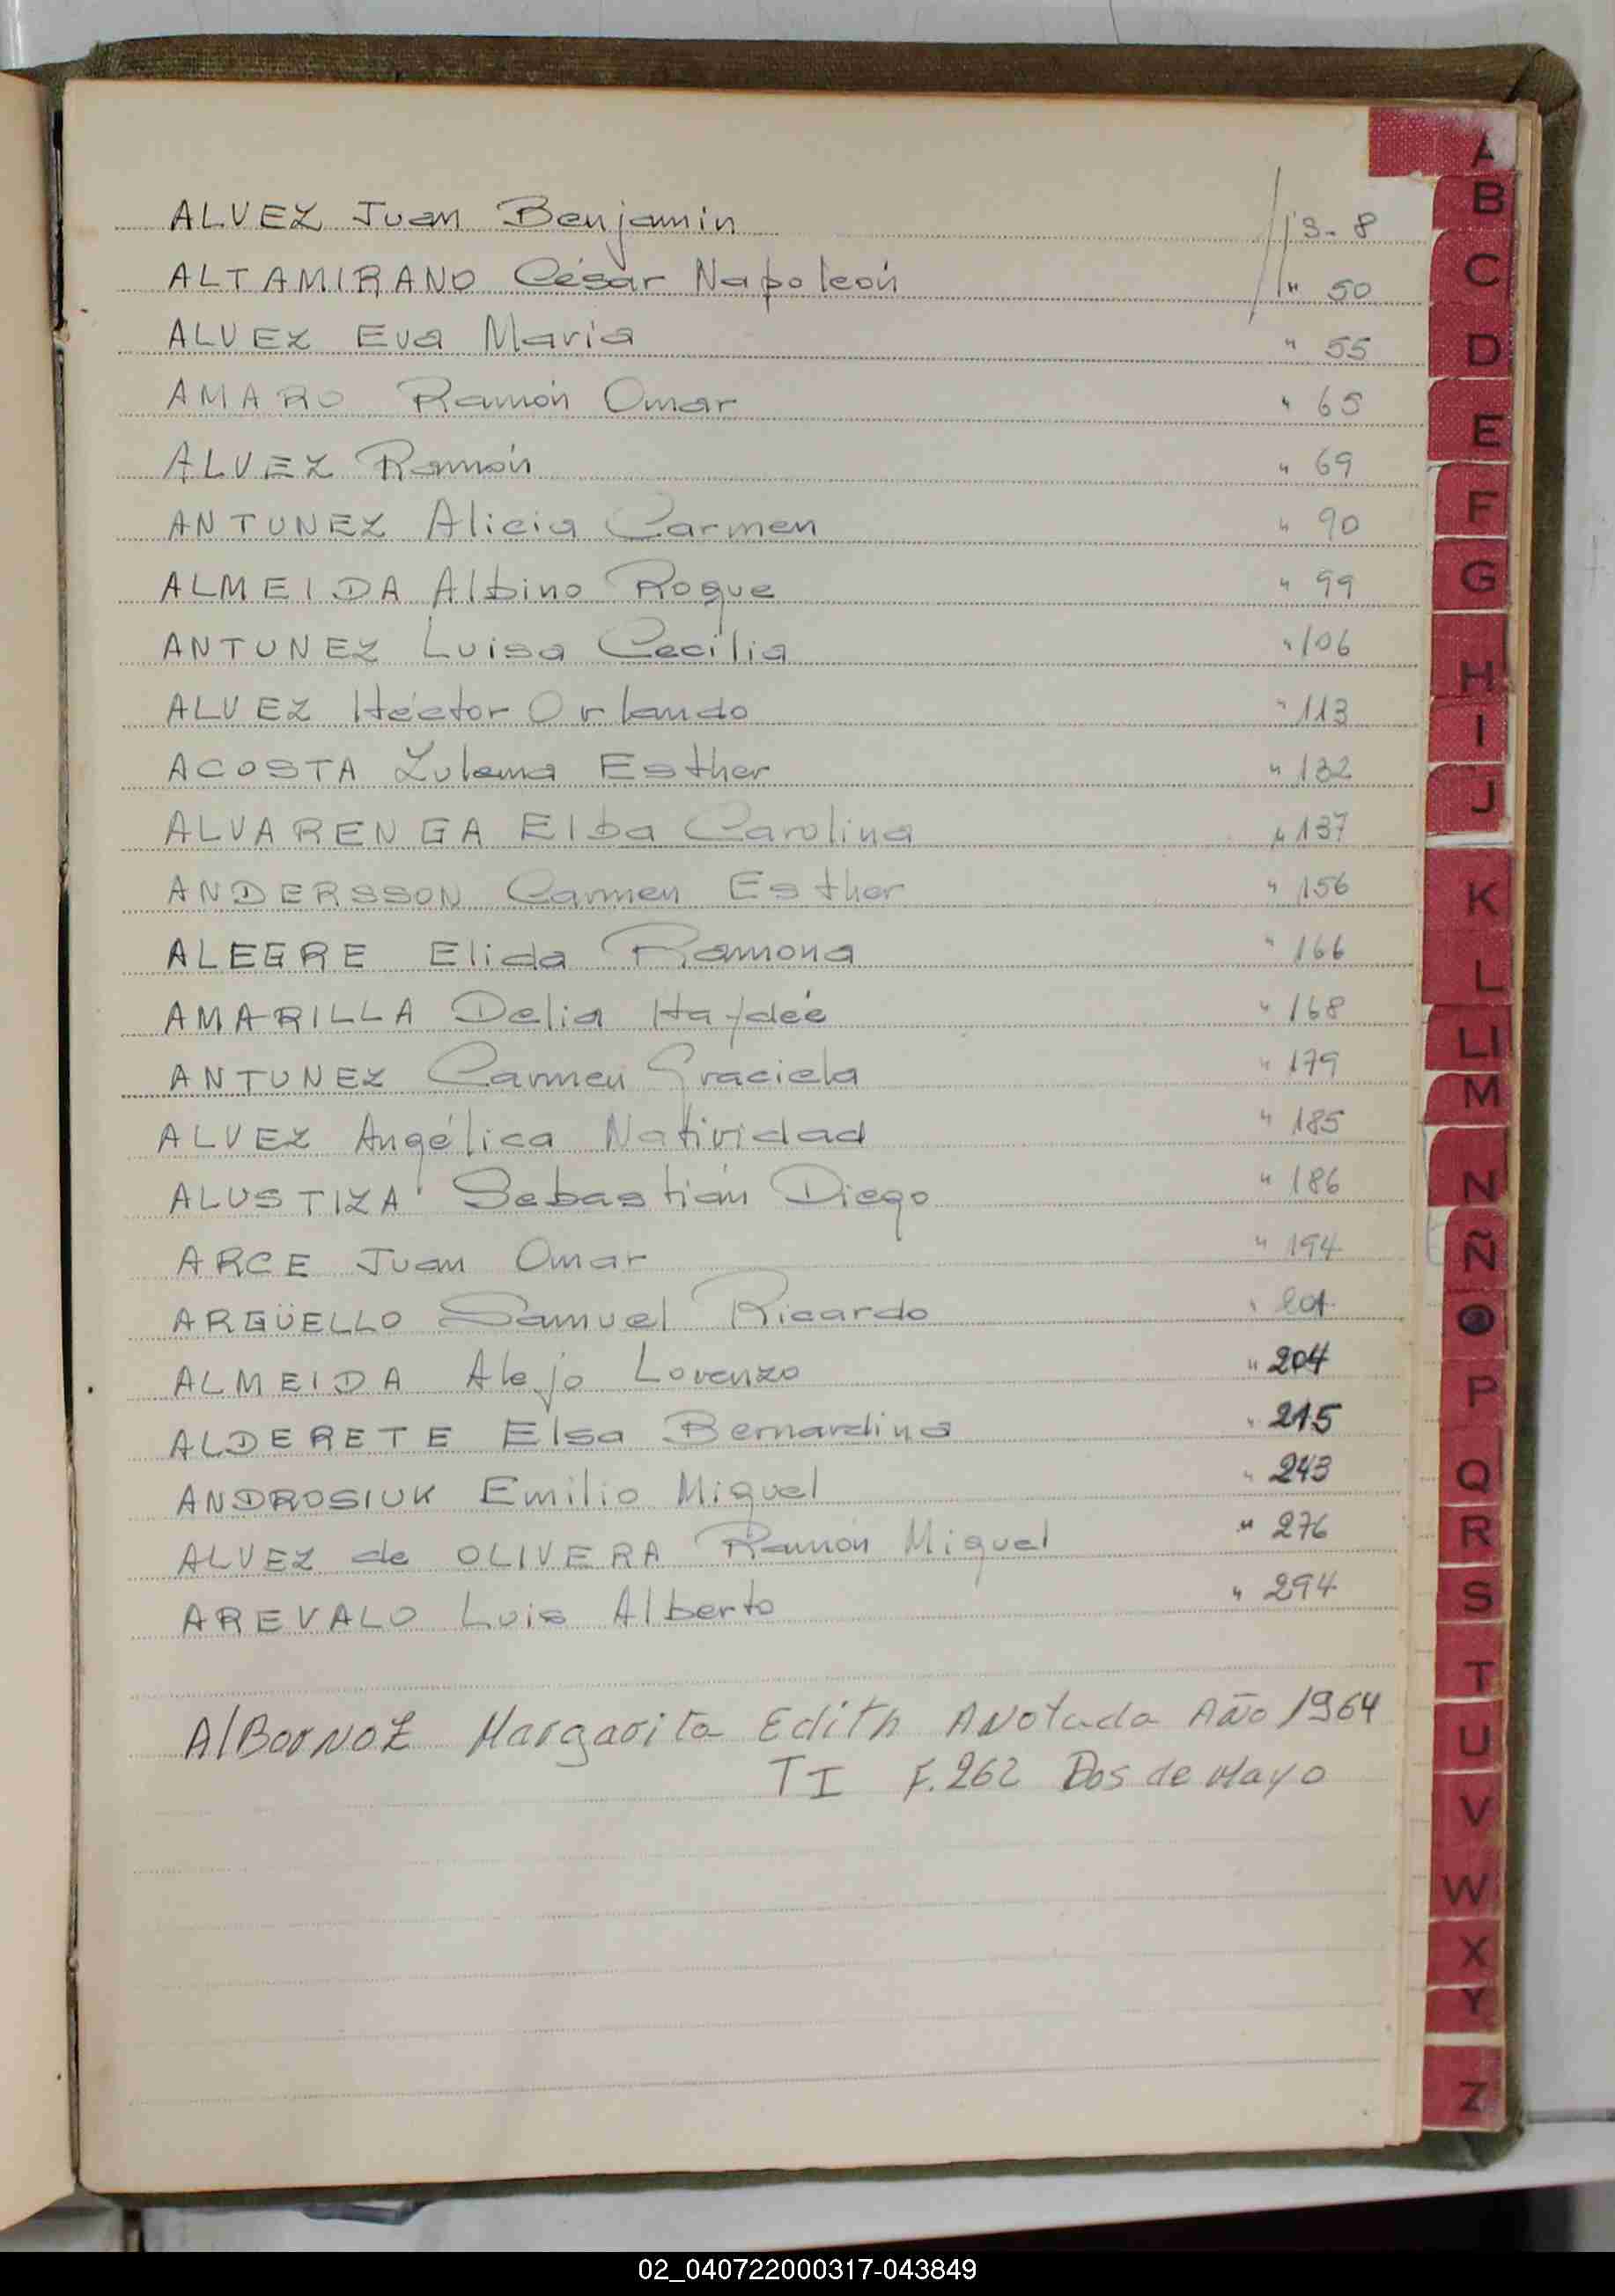 ALVEZ Juan Benjamin 8
ALTAMIRANO César Napoleón " 50
ALVEZ Eva Maria " 55
AMARO Ramón Omar " 65
ALVEZ Ramón " 69
ANTUNEZ Alicia Carmen " 90
ALMEIDA Albino Roque " 99
ANTUNEZ Luisa Cecilia " 106
ALVEZ Héctor Orlando " 113
ACOSTA Zulema Esther " 132
ALVARENGA Elba Carolina " 137
ANDERSSON Carmen Esther " 156
ALEGRE Elida Ramona " 166
AMARILLA Delia Haydeé " 168
ANTUNEZ Carmen Graciela " 179
ALVEZ Angélica Natividad " 185
ALUSTIZA Sebastián Diego " 186
ARCE Juan Omar " 194
ARGÜELLO Samuel Ricardo "
ALMEIDA Alejo Lorenzo " 204
ALDERETE Elsa Bernardina " 215
ANDROSIUK Emilio Miguel " 243
ALVEZ de OLIVERA Ramón Miguel " 276
AREVALO Luis Alberto " 294
AlBorNOZ Margarita Edith ANotada Año 1964
TI F.262 Dos de Mayo
A
B
C
D
E
F
G
H
I
J
K
L
Ll
M
N
Ñ
P
Q
R
S
T
U
V
W
X
Y
Z
02_040722000317-043849